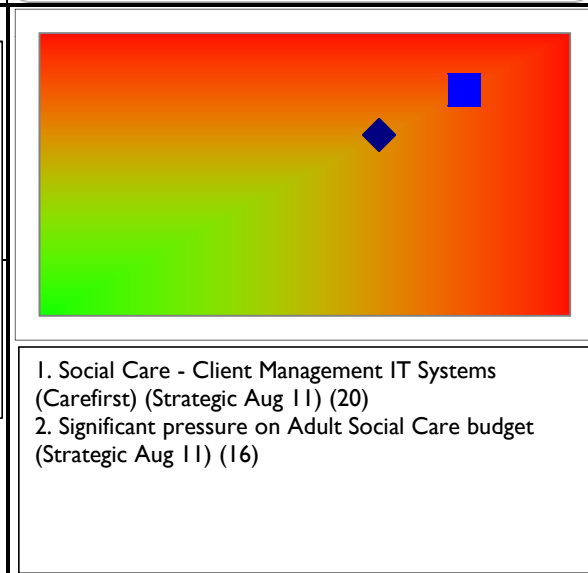 1. Social Care - Client Management IT Systems
(Carefirst) (Strategic Aug 11) (20)
2. Significant pressure on Adult Social Care budget
(Strategic Aug 11) (16)